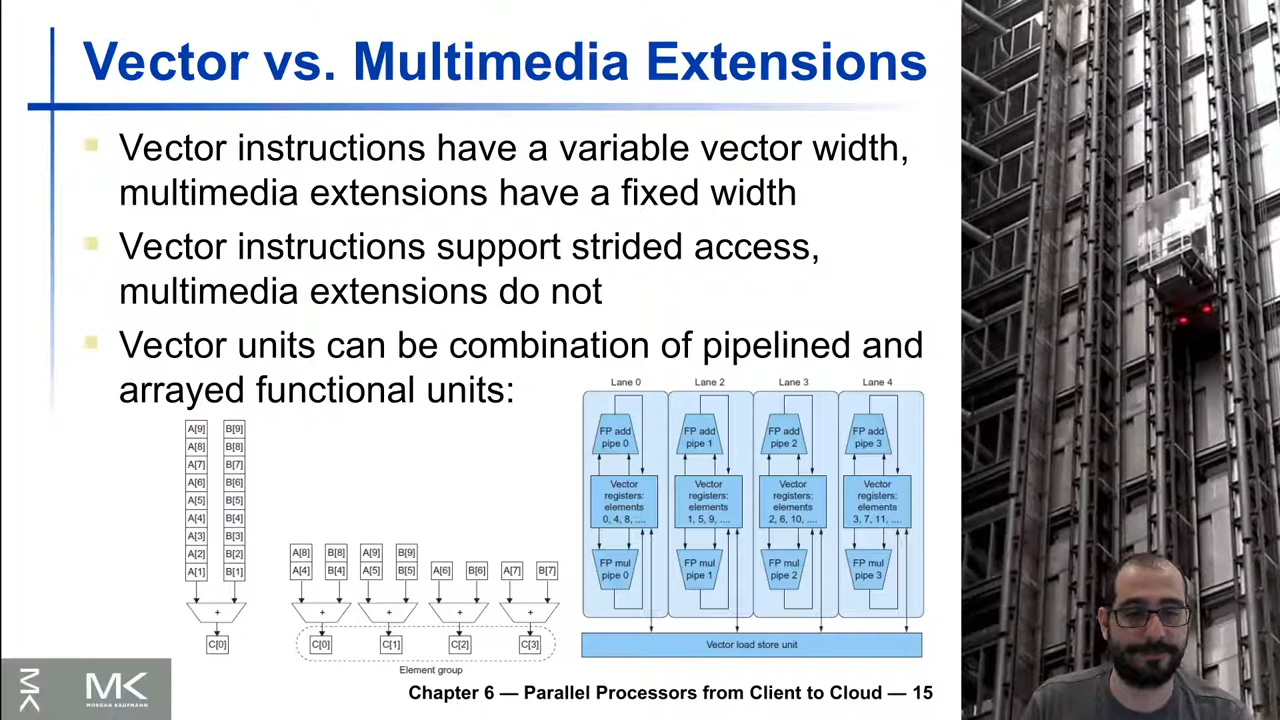 Vector vs. Multimedia Extensions
Vector instructions have a variable vector width,
multimedia extensions have a fixed width
Vector instructions support strided access,
multimedia extensions do not
Vector units can be combination of pipelined and
arrayed functional units:
A[9] B[9]
A[8] B[8]
A[7] B[7]
A[6] B[6]
A[5] B[5]
A[4] B[4]
A[3] B[3]
A[2] B[2]
A[1] B[1]
+
C[0]
A[8] B[8] A[9] B[9]
A[4] B[4] A[5] B[5] A[6] B[6] A[7] B[7]
+ + + +
C[0] C[1] C[2] C[3]
Element group
Lane 0 Lane 2 Lane 3 Lane 4
FP add FP add FP add FP add
pipe 0 pipe 1 pipe 2 pipe 3
Vector Vector Vector Vector
registers: registers: registers: registers:
elements elements elements elements
0, 4, 8, .... 1, 5, 9, .... 2, 6, 10, .... 3, 7, 11, ....
FP mul FP mul FP mul FP mul
pipe 0 pipe 1 pipe 2 pipe 3
Vector load store unit
MK
MK
MORGAN KAUFMANN
Chapter 6 — Parallel Processors from Client to Cloud — 15